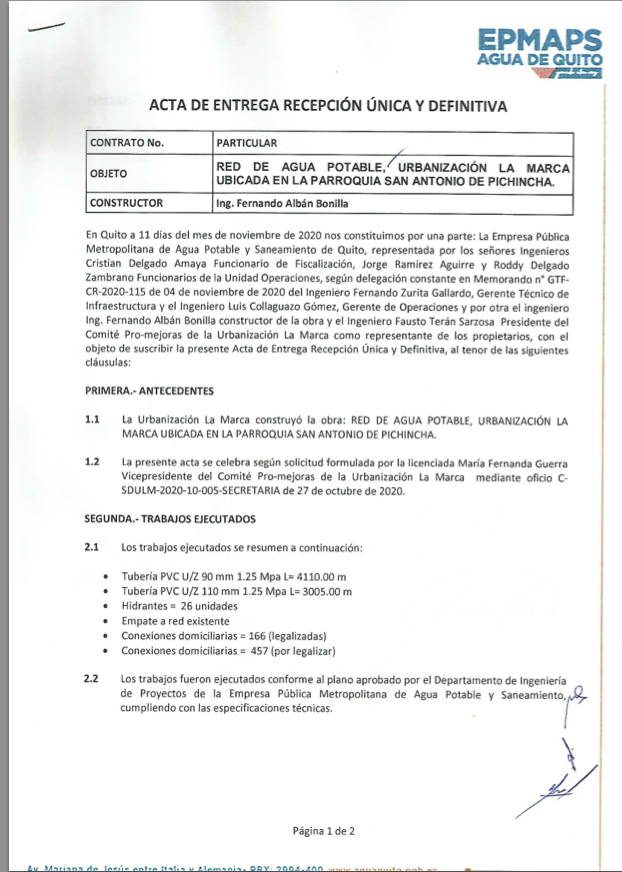 EPMAPS
AGUA DE QUITO
ACTA DE ENTREGA RECEPCIÓN ÚNICA Y DEFINITIVA
CONTRATO No. PARTICULAR
OBJETO RED DE AGUA POTABLE, URBANIZACIÓN LA MARCA
UBICADA EN LA PARROQUIA SAN ANTONIO DE PICHINCHA.
CONSTRUCTOR Ing. Fernando Albán Bonilla
En Quito a 11 días del mes de noviembre de 2020 nos constituimos por una parte: La Empresa Pública
Metropolitana de Agua Potable y Saneamiento de Quito, representada por los señores Ingenieros
Cristian Delgado Amaya Funcionario de Fiscalización, Jorge Ramírez Aguirre y Roddy Delgado
Zambrano Funcionarios de la Unidad Operaciones, según delegación constante en Memorando n° GTF-
CR-2020-115 de 04 de noviembre de 2020 del Ingeniero Fernando Zurita Gallardo, Gerente Técnico de
Infraestructura y el Ingeniero Luis Collaguazo Gómez, Gerente de Operaciones y por otra el ingeniero
Ing. Fernando Albán Bonilla constructor de la obra y el Ingeniero Fausto Terán Sarzosa Presidente del
Comité Pro-mejoras de la Urbanización La Marca como representante de los propietarios, con el
objeto de suscribir la presente Acta de Entrega Recepción Única y Definitiva, al tenor de las siguientes
cláusulas:
PRIMERA.- ANTECEDENTES
1.1 La Urbanización La Marca construyó la obra: RED DE AGUA POTABLE, URBANIZACIÓN LA
MARCA UBICADA EN LA PARROQUIA SAN ANTONIO DE PICHINCHA.
1.2 La presente acta se celebra según solicitud formulada por la licenciada María Fernanda Guerra
Vicepresidente del Comité Pro-mejoras de la Urbanización La Marca mediante oficio C-
SDULM-2020-10-005-SECRETARIA de 27 de octubre de 2020.
SEGUNDA.- TRABAJOS EJECUTADOS
2.1 Los trabajos ejecutados se resumen a continuación:
• Tubería PVC U/Z 90 mm 1.25 Mpa L= 4110.00 m
• Tubería PVC U/Z 110 mm 1.25 Mpa L= 3005.00 m
• Hidrantes = 26 unidades
• Empate a red existente
• Conexiones domiciliarias = 166 (legalizadas)
• Conexiones domiciliarias = 457 (por legalizar)
2.2 Los trabajos fueron ejecutados conforme al plano aprobado por el Departamento de Ingeniería
de Proyectos de la Empresa Pública Metropolitana de Agua Potable y Saneamiento,
cumpliendo con las especificaciones técnicas.
Página 1 de 2
Av. Mariana de Jesús entre Italia y Alemania- PBX: 2994-400